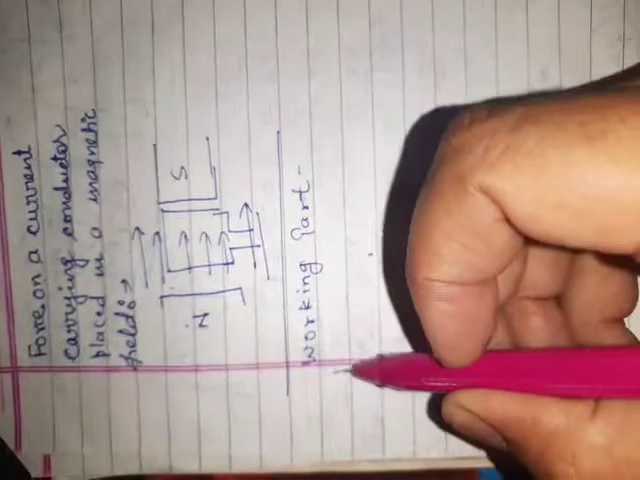 Force on a current
carrying conductor
placed in a magnetic
field :→
N
S
Working Part-